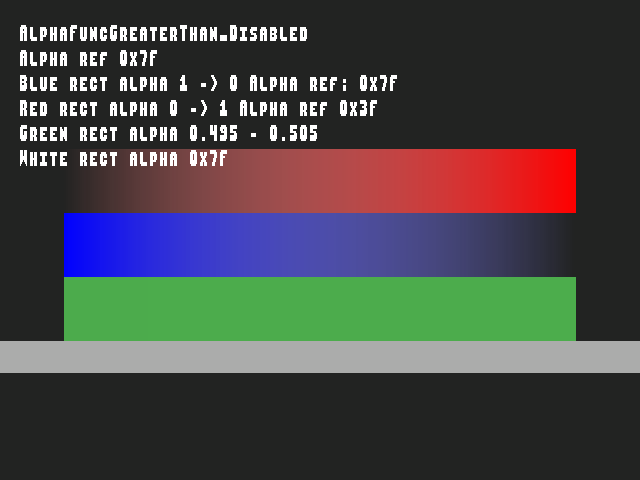 AlphaFuncGreaterThan_Disabled
Alpha ref 0x7f
Blue rect alpha 1 -> 0 Alpha ref: 0x7f
Red rect alpha 0 -> 1 Alpha ref 0x3f
Green rect alpha 0.495 - 0.505
White rect alpha 0x7f